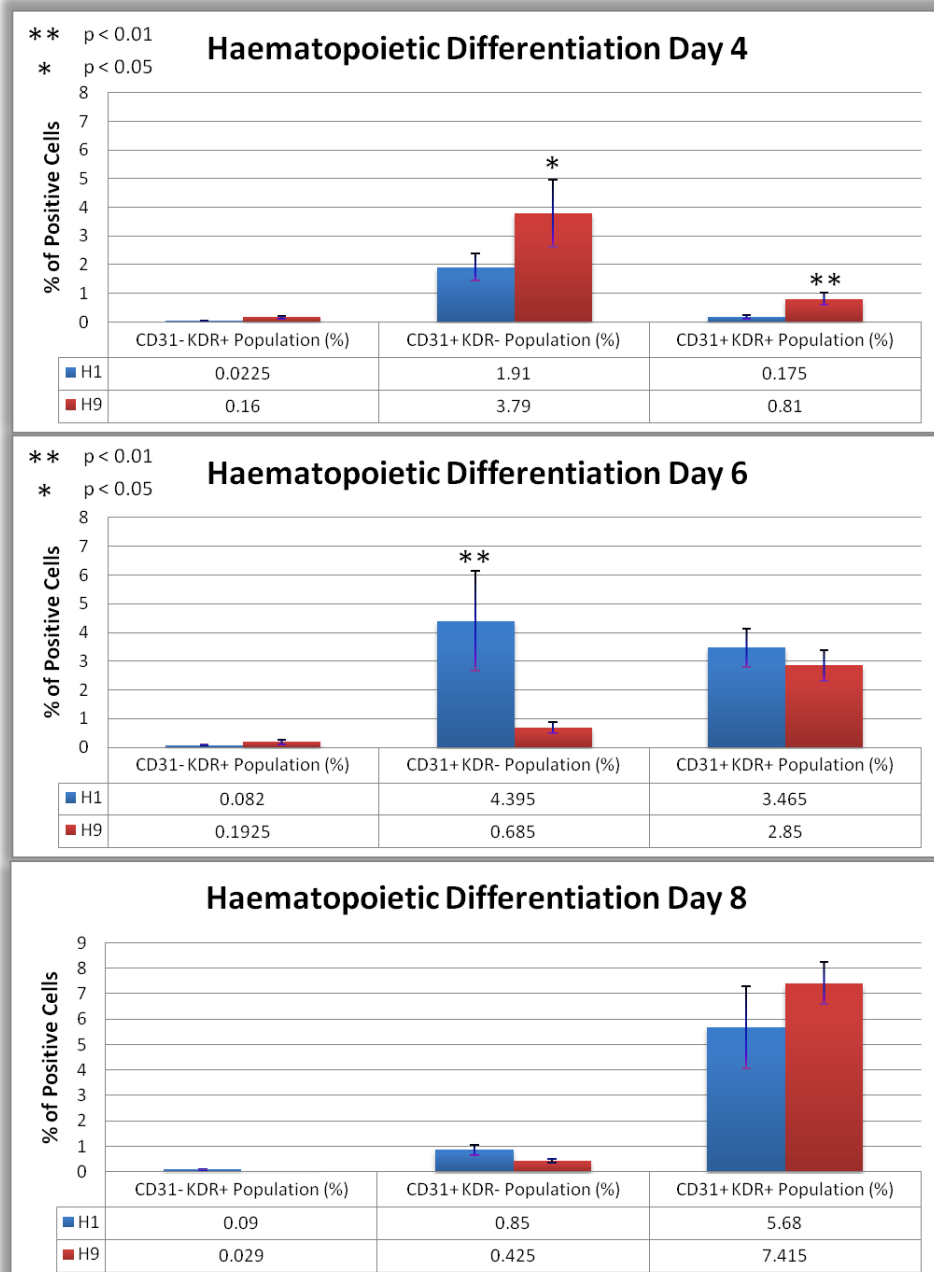 ** p < 0.01
Haematopoietic Differentiation Day 4
* p < 0.05
% of Positive Cells
8
7
6
5
4
3
2
1
0
*
**
CD31- KDR+ Population (%) CD31+ KDR- Population (%) CD31+ KDR+ Population (%)
H1 0.0225 1.91 0.175
H9 0.16 3.79 0.81
** p < 0.01
Haematopoietic Differentiation Day 6
* p < 0.05
% of Positive Cells
8
7
6
5
4
3
2
1
0
**
CD31- KDR+ Population (%) CD31+ KDR- Population (%) CD31+ KDR+ Population (%)
H1 0.082 4.395 3.465
H9 0.1925 0.685 2.85
Haematopoietic Differentiation Day 8
% of Positive Cells
9
8
7
6
5
4
3
2
1
0
CD31- KDR+ Population (%) CD31+ KDR- Population (%) CD31+ KDR+ Population (%)
H1 0.09 0.85 5.68
H9 0.029 0.425 7.415